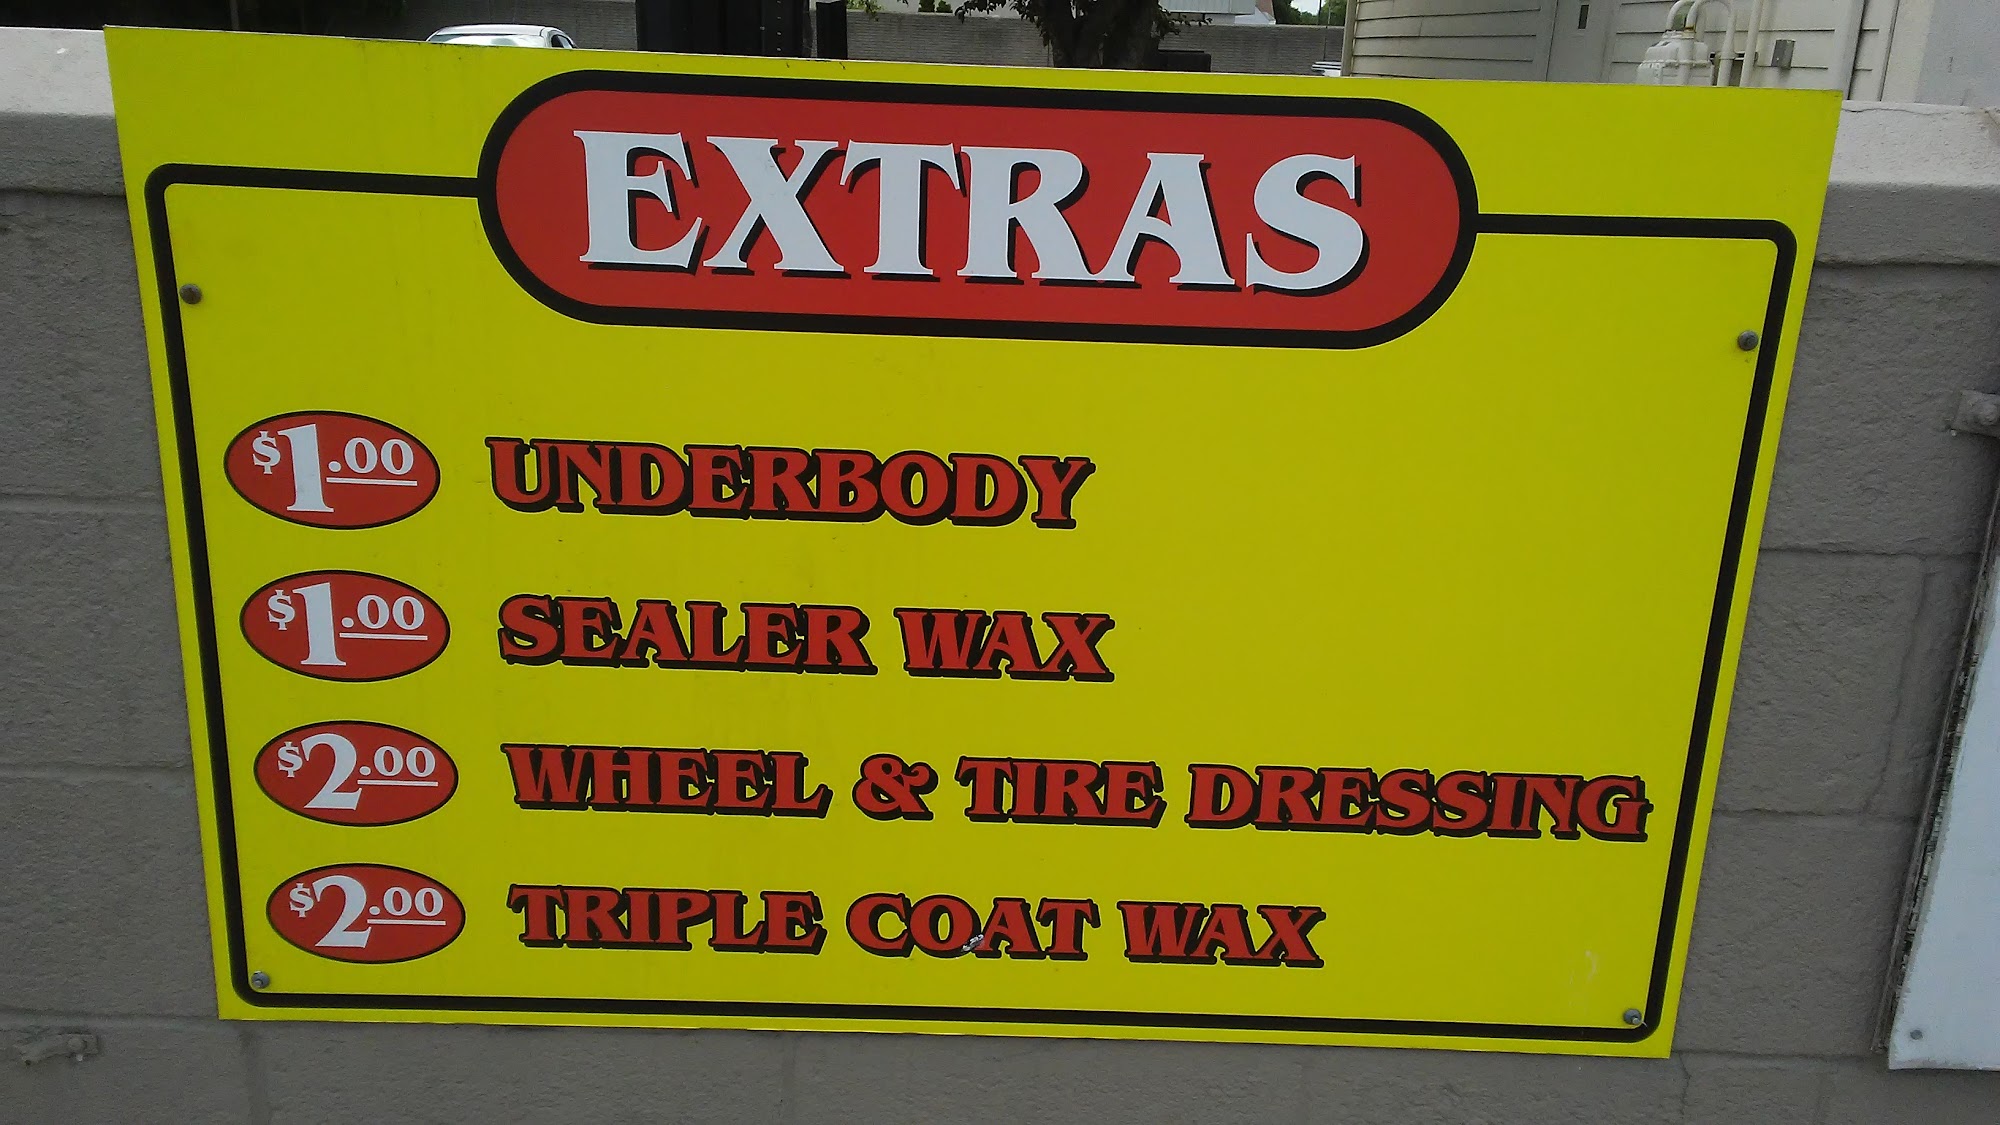 EXTRAS
$1.00 UNDERBODY
$1.00 SEALER WAX
$2.00 WHEEL & TIRE DRESSING
$2.00 TRIPLE COAT WAX